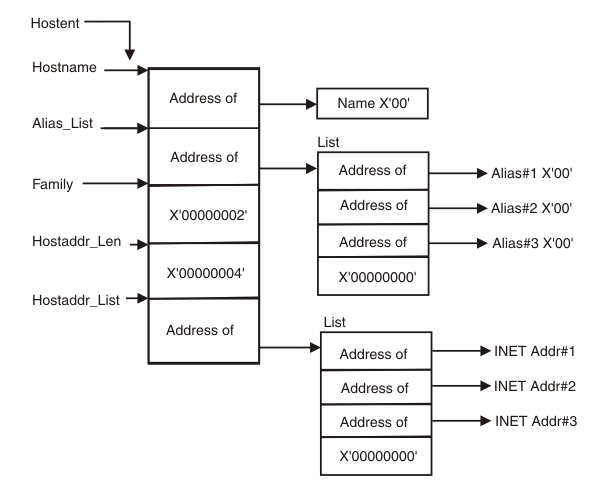 Hostent
Hostname
Address of
Name X'00'
Alias_List
List
Address of
Address of
Alias#1 X'00'
Family
Address of
Alias#2 X'00'
X'00000002'
Hostaddr_Len
Address of
Alias#3 X'00'
X'00000004'
X'00000000'
Hostaddr_List
Address of
List
Address of
INET Addr#1
Address of
INET Addr#2
Address of
INET Addr#3
X'00000000'